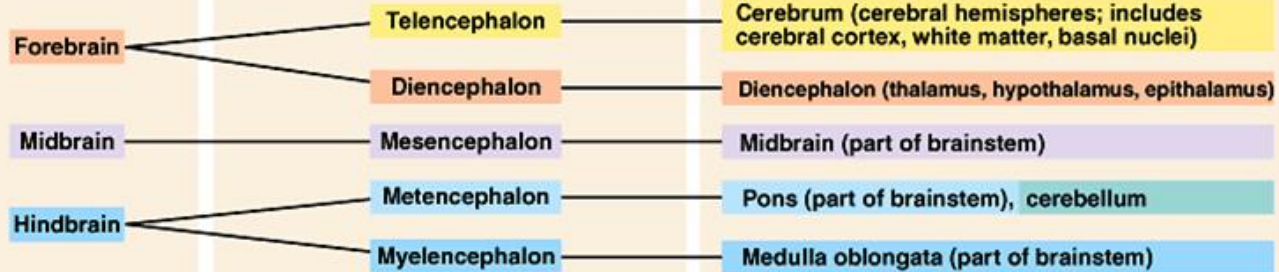 Forebrain
Telencephalon
Cerebrum (cerebral hemispheres; includes
cerebral cortex, white matter, basal nuclei)
Diencephalon
Diencephalon (thalamus, hypothalamus, epithalamus)
Midbrain
Mesencephalon
Midbrain (part of brainstem)
Hindbrain
Metencephalon
Pons (part of brainstem), cerebellum
Myelencephalon
Medulla oblongata (part of brainstem)